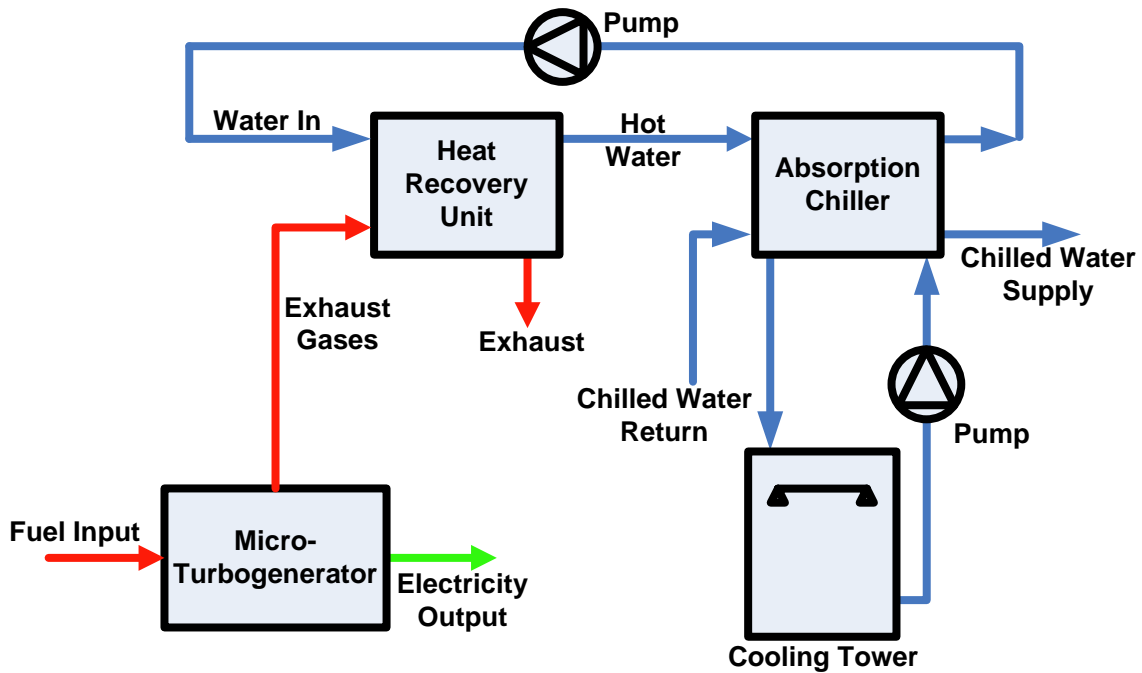 Pump
Water In
Hot
Water
Heat
Recovery
Unit
Absorption
Chiller
Chilled Water
Supply
Exhaust
Gases
Exhaust
Chilled Water
Return
Pump
Fuel Input
Micro-
Turbogenerator
Electricity
Output
Cooling Tower